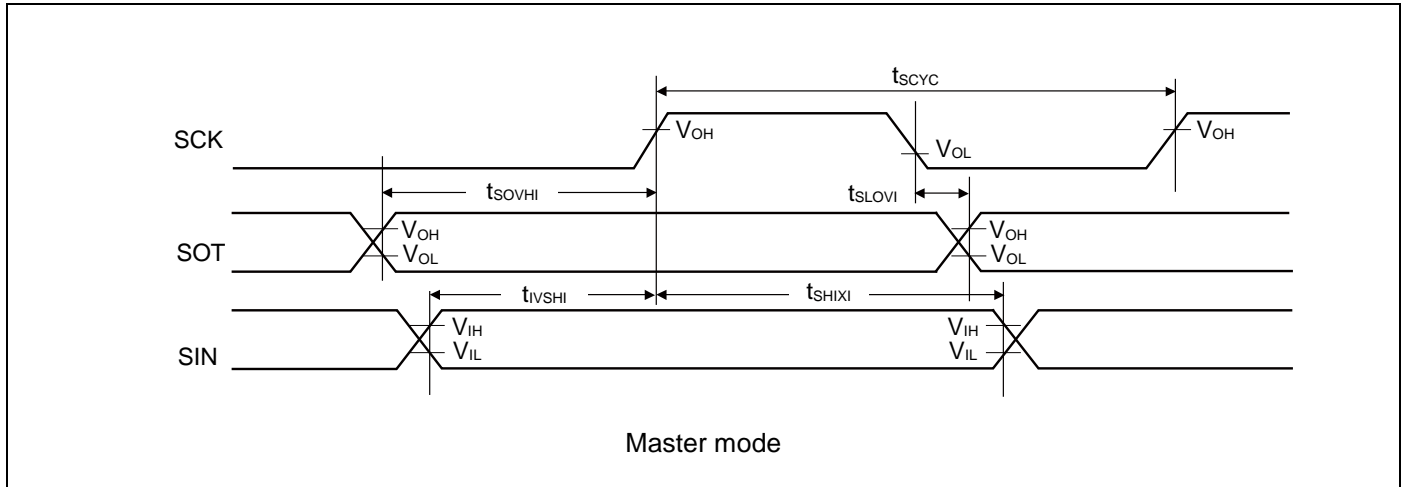 tSCYC
SCK
VOH
VOL
VOH
tSOVHI
tSLOVI
SOT
VOH
VOL
VOH
VOL
tIVSHI
tSHIXI
SIN
VIH
VIL
VIH
VIL
Master mode